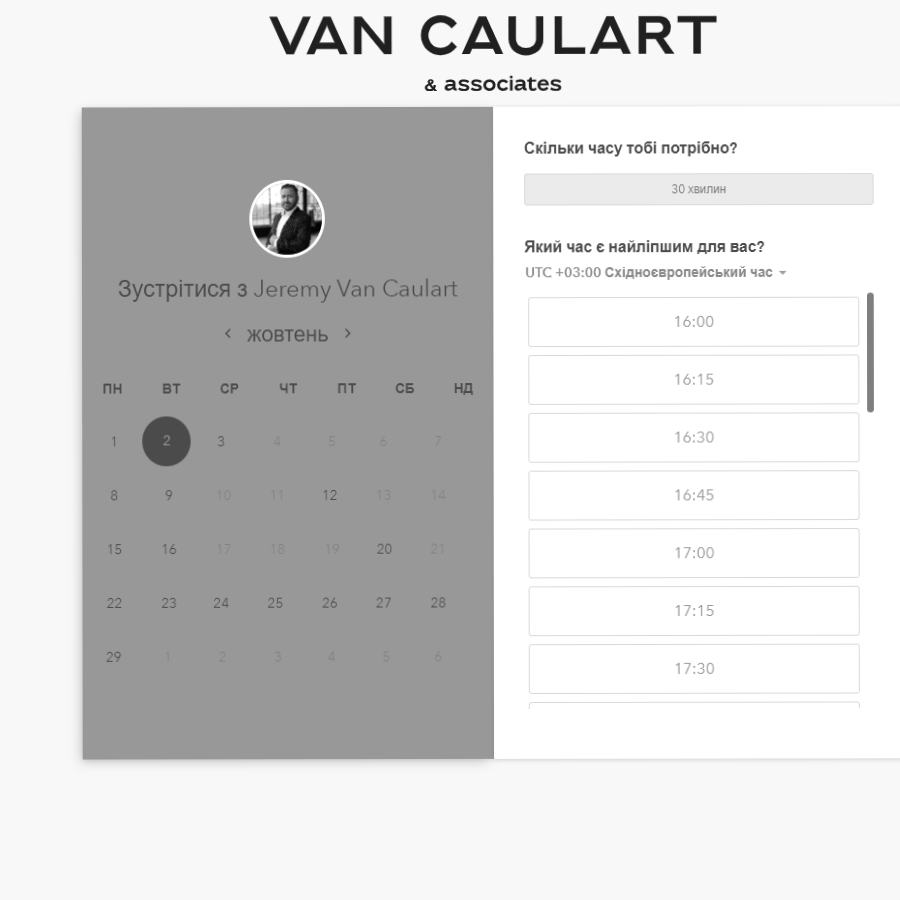 VAN CAULART
& associates
Зустрітися з Jeremy Van Caulart
жовтень
ПН ВТ СР ЧТ ПТ СБ НД
1 2 3 4 5 6 7
8 9 10 11 12 13 14
15 16 17 18 19 20 21
22 23 24 25 26 27 28
29 1 2 3 4 5 6
Скільки часу тобі потрібно?
30 хвилин
Який час є найліпшим для вас?
UTC +03:00 Східноєвропейський час
16:00
16:15
16:30
16:45
17:00
17:15
17:30